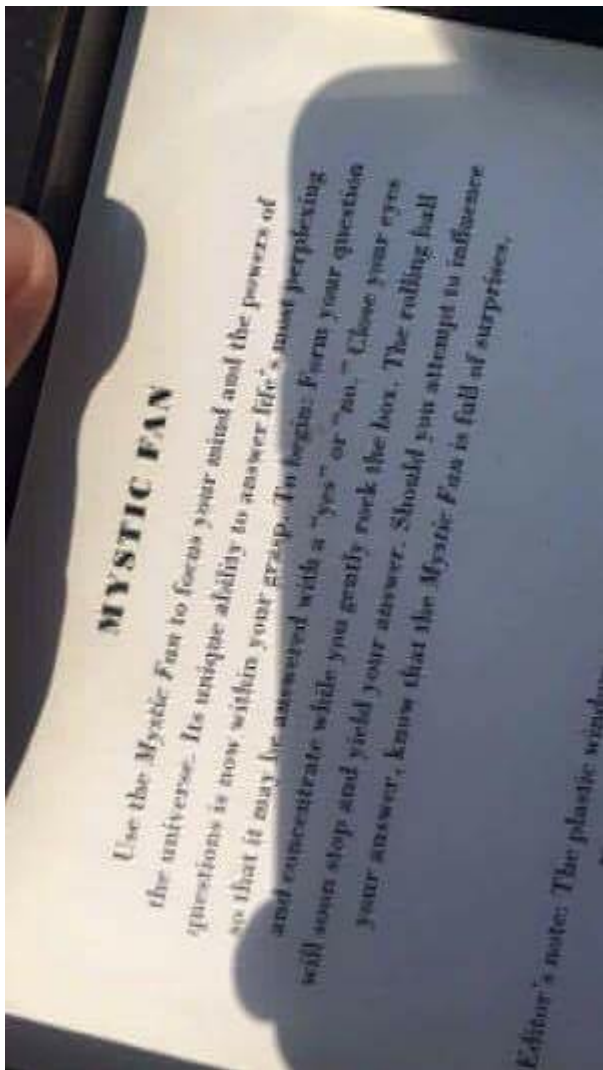 MYSTIC FAN
Use the Mystic Fan to focus your mind and the powers of
the universe. Its unique ability to answer life's most perplexing
questions is now within your grasp. To begin: Form your question
so that it may be answered with a "yes" or "no." Close your eyes
and concentrate while you gently rock the box. The rolling ball
will soon stop and yield your answer. Should you attempt to influence
your answer, know that the Mystic Fan is full of surprises.
Editor's note: The plastic window